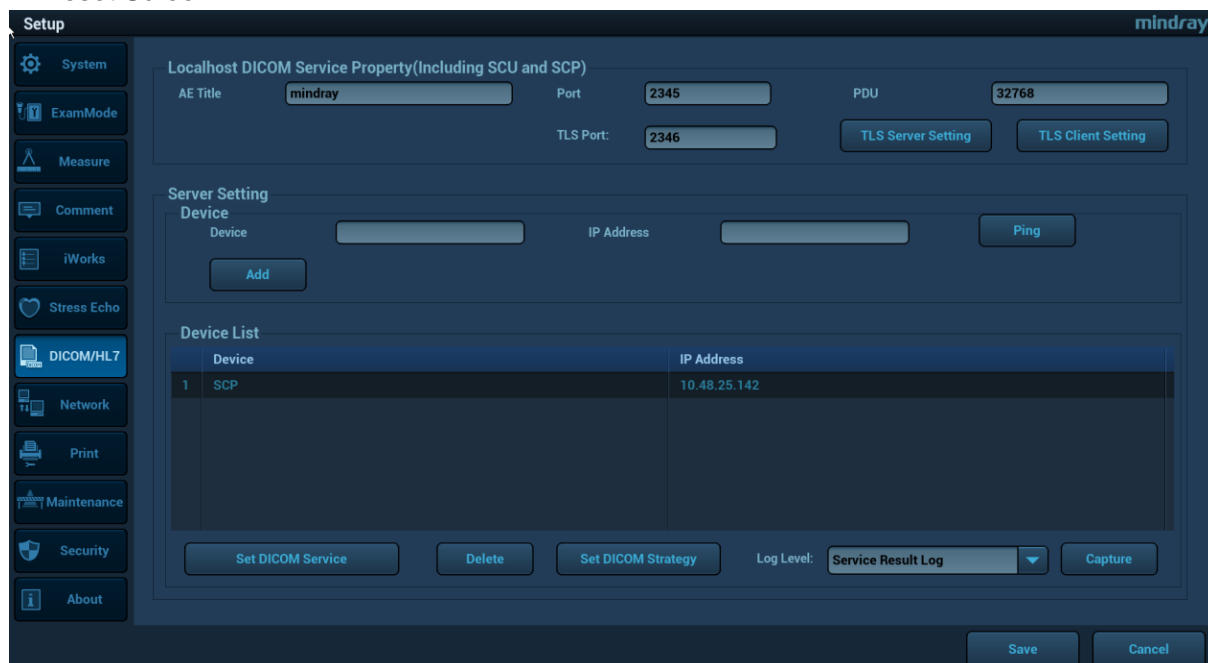 Setup
mindray
System
ExamMode
Measure
Comment
iWorks
Stress Echo
DICOM/HL7
Network
Print
Maintenance
Security
About
Localhost DICOM Service Property(Including SCU and SCP)
AE Title mindray Port 2345 PDU 32768
TLS Port: 2346 TLS Server Setting TLS Client Setting
Server Setting
Device
Device IP Address Ping
Add
Device List
Device IP Address
1 SCP 10.48.25.142
Set DICOM Service Delete Set DICOM Strategy Log Level: Service Result Log Capture
Save Cancel